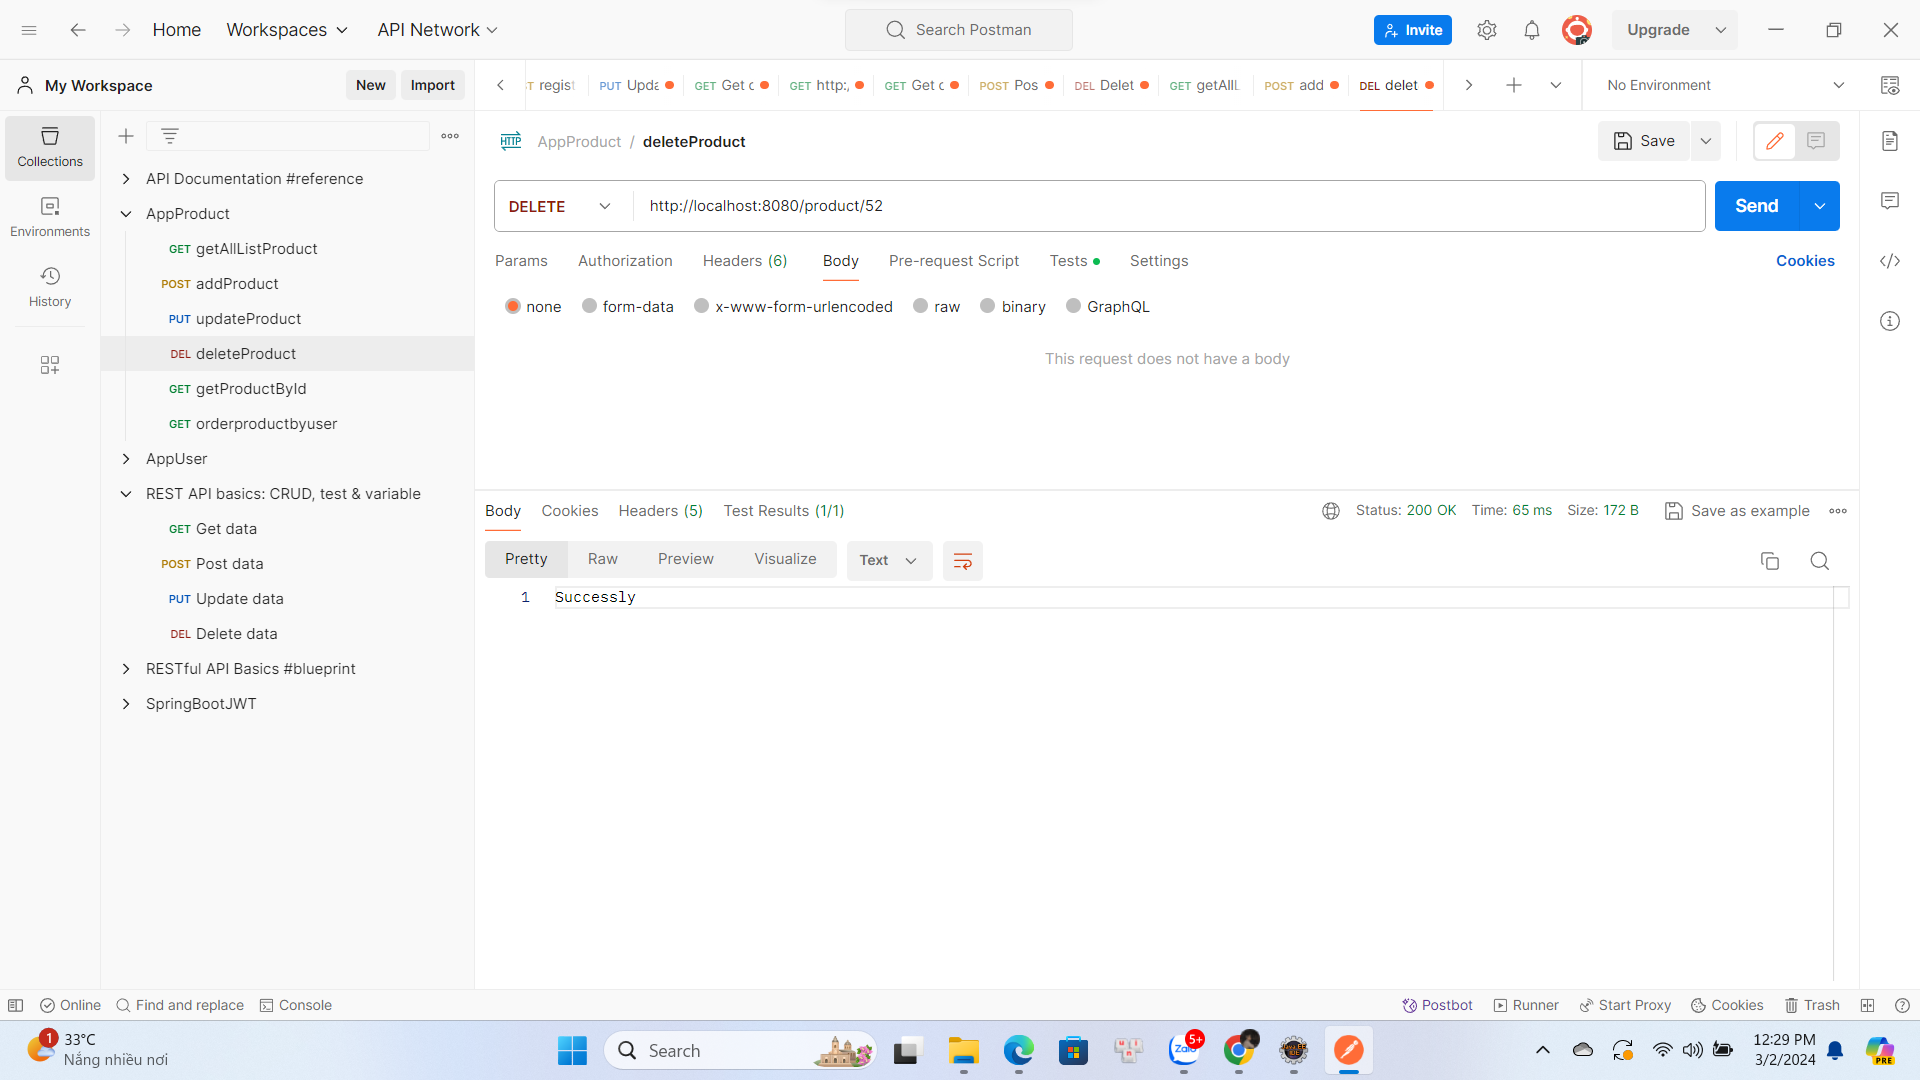 Home
Workspaces
API Network
Search Postman
Invite
Upgrade
My Workspace
New
Import
regis
PUT Upda
GET Get
GET http:/
GET Get
POST Pos
DEL Delet
GET getAllL
POST add
DEL delet
No Environment
Collections
Environments
History
API Documentation #reference
AppProduct
GET getAllListProduct
POST addProduct
PUT updateProduct
DEL deleteProduct
GET getProductById
GET orderproductbyuser
AppUser
REST API basics: CRUD, test & variable
GET Get data
POST Post data
PUT Update data
DEL Delete data
RESTful API Basics #blueprint
SpringBootJWT
HTTP AppProduct / deleteProduct
Save
DELETE http://localhost:8080/product/52
Send
Params Authorization Headers (6) Body Pre-request Script Tests Settings
Cookies
none form-data x-www-form-urlencoded raw binary GraphQL
This request does not have a body
Body Cookies Headers (5) Test Results (1/1)
Status: 200 OK Time: 65 ms Size: 172 B Save as example
Pretty Raw Preview Visualize Text
1 Successly
Online Find and replace Console
Postbot Runner Start Proxy Cookies Trash
1
33°C
Nắng nhiều nơi
Search
Zalo
5+
12:29 PM
3/2/2024
PRE